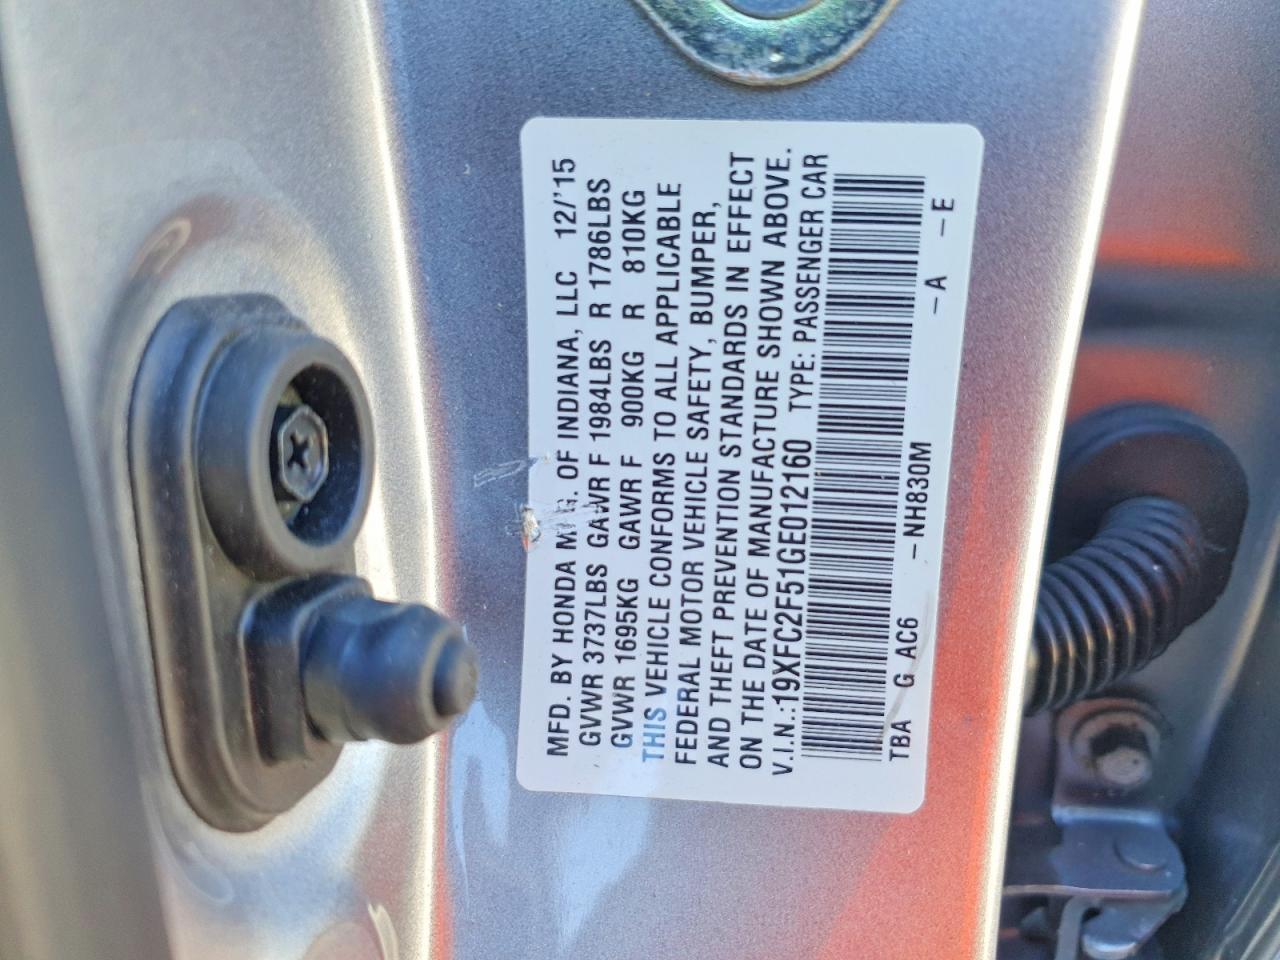 MFD. BY HONDA MFG. OF INDIANA, LLC 12/'15
GVWR 3737LBS GAWR F 1984LBS R 1786LBS
GVWR 1695KG GAWR F 900KG R 810KG
THIS VEHICLE CONFORMS TO ALL APPLICABLE
FEDERAL MOTOR VEHICLE SAFETY, BUMPER,
AND THEFT PREVENTION STANDARDS IN EFFECT
ON THE DATE OF MANUFACTURE SHOWN ABOVE.
V.I.N.:19XFC2F51GE012160 TYPE: PASSENGER CAR
TBA G AC6 –NH830M –A –E